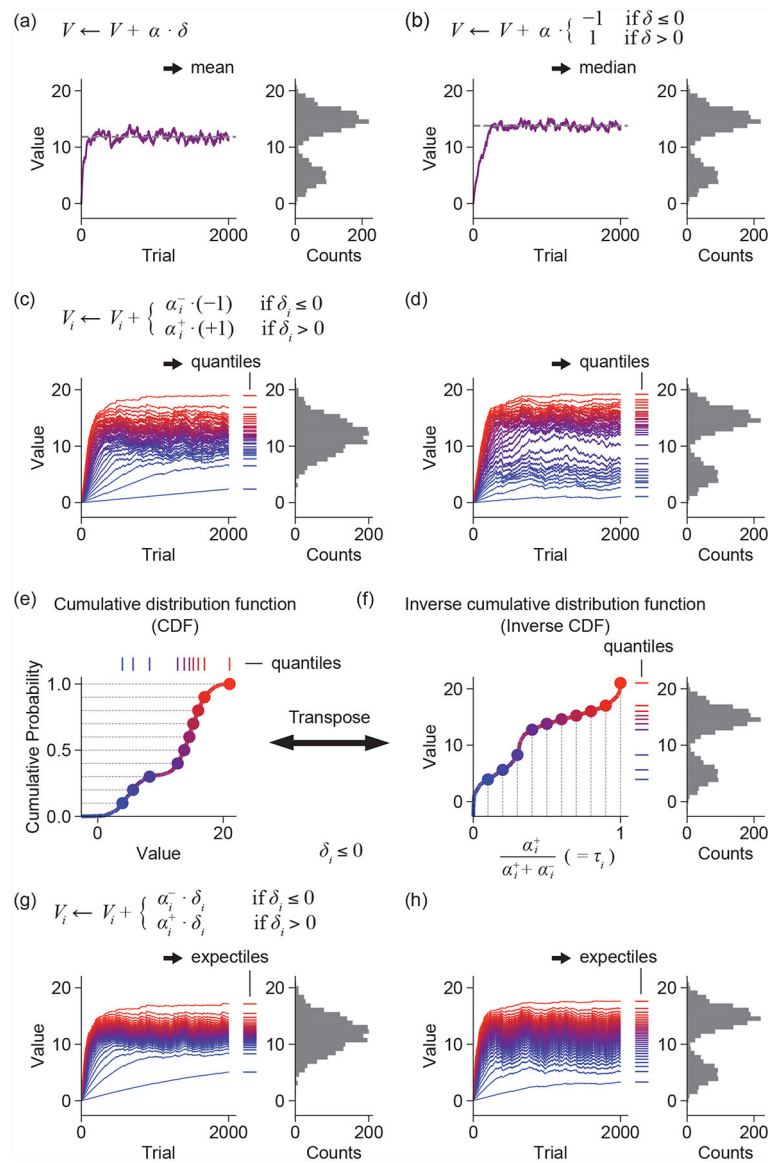 (a)
V ← V + α · δ
→ mean
Value
20
10
0
0
2000
Trial
0
200
Counts
(b)
V ← V + α · { −1 if δ ≤ 0
1 if δ > 0
→ median
Value
20
10
0
0
2000
Trial
0
200
Counts
(c)
V_i ← V_i + { α_i^− ·(−1) if δ_i ≤ 0
α_i^+ ·(+1) if δ_i > 0
→ quantiles
Value
20
10
0
0
2000
Trial
0
200
Counts
(d)
→ quantiles
Value
20
10
0
0
2000
Trial
0
200
Counts
(e)
Cumulative distribution function
(CDF)
quantiles
Cumulative Probability
1.0
0.5
0.0
0
20
Value
Transpose
δ_i ≤ 0
(f)
Inverse cumulative distribution function
(Inverse CDF)
quantiles
Value
20
10
0
0
1
α_i^+
α_i^+ + α_i^− ( = τ_i )
0
200
Counts
(g)
V_i ← V_i + { α_i^− · δ_i if δ_i ≤ 0
α_i^+ · δ_i if δ_i > 0
→ expectiles
Value
20
10
0
0
2000
Trial
0
200
Counts
(h)
→ expectiles
Value
20
10
0
0
2000
Trial
0
200
Counts